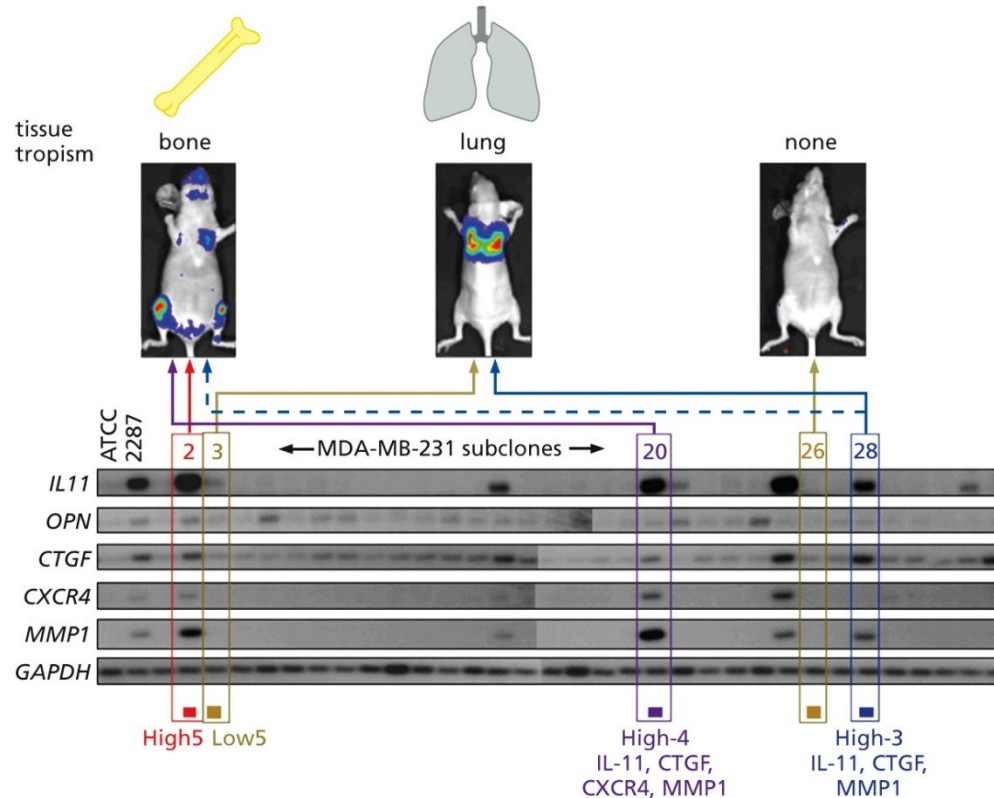 tissue
tropism
bone
lung
none
ATCC
2287
2
3
← MDA-MB-231 subclones →
20
26
28
IL11
OPN
CTGF
CXCR4
MMP1
GAPDH
High5
Low5
High-4
IL-11, CTGF,
CXCR4, MMP1
High-3
IL-11, CTGF,
MMP1